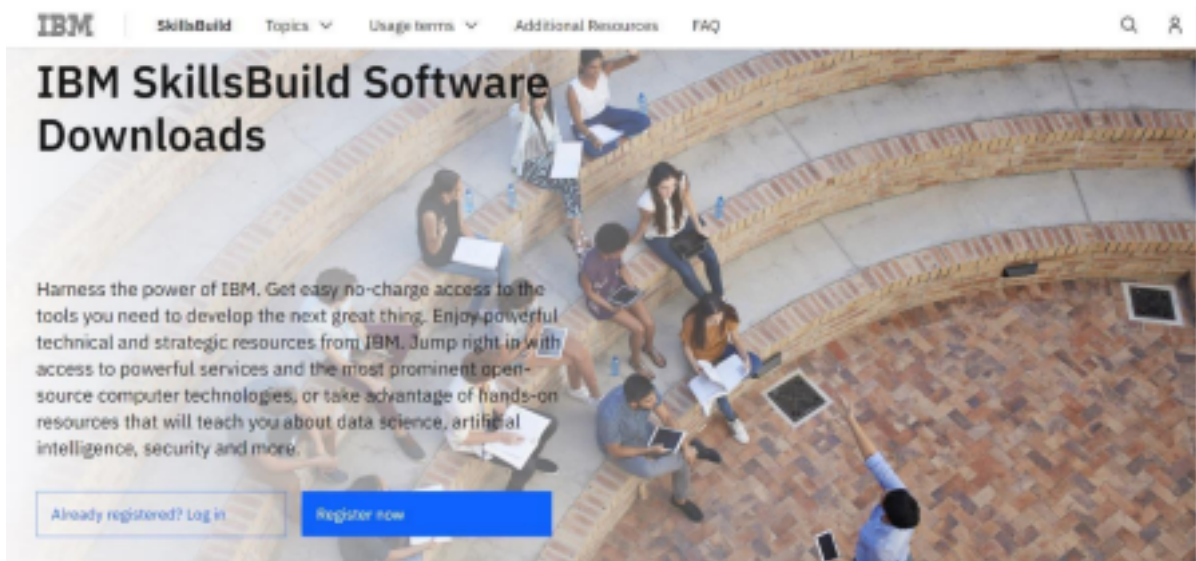 IBM SkillsBuild Topics Usage terms Additional Resources FAQ
IBM SkillsBuild Software
Downloads
Harness the power of IBM. Get easy no-charge access to the
tools you need to develop the next great thing. Enjoy powerful
technical and strategic resources from IBM. Jump right in with
access to powerful services and the most prominent open-
source computer technologies, or take advantage of hands-on
resources that will teach you about data science, artificial
intelligence, security and more.
Already registered? Log in Register now